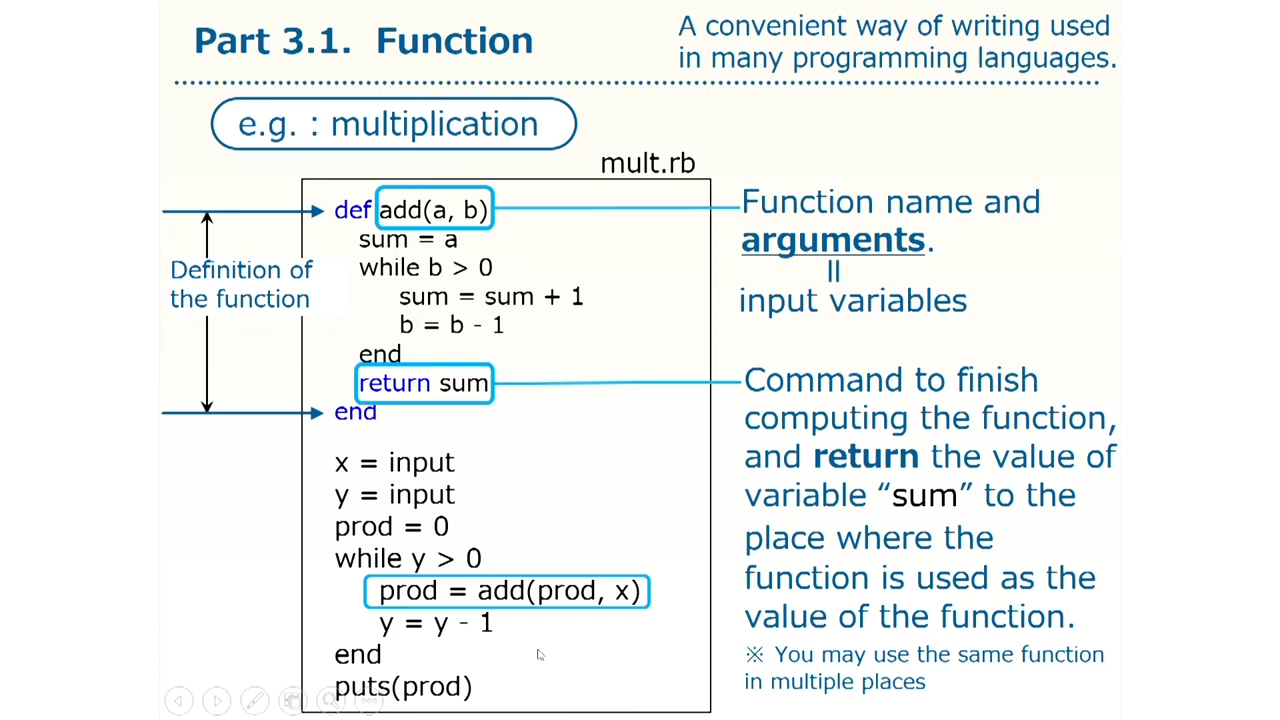 Part 3.1. Function
A convenient way of writing used
in many programming languages.
e.g. : multiplication
mult.rb
def add(a, b)
sum = a
while b > 0
sum = sum + 1
b = b - 1
end
return sum
end
x = input
y = input
prod = 0
while y > 0
prod = add(prod, x)
y = y - 1
end
puts(prod)
Definition of
the function
Function name and
arguments.
||
input variables
Command to finish
computing the function,
and return the value of
variable “sum” to the
place where the
function is used as the
value of the function.
※ You may use the same function
in multiple places